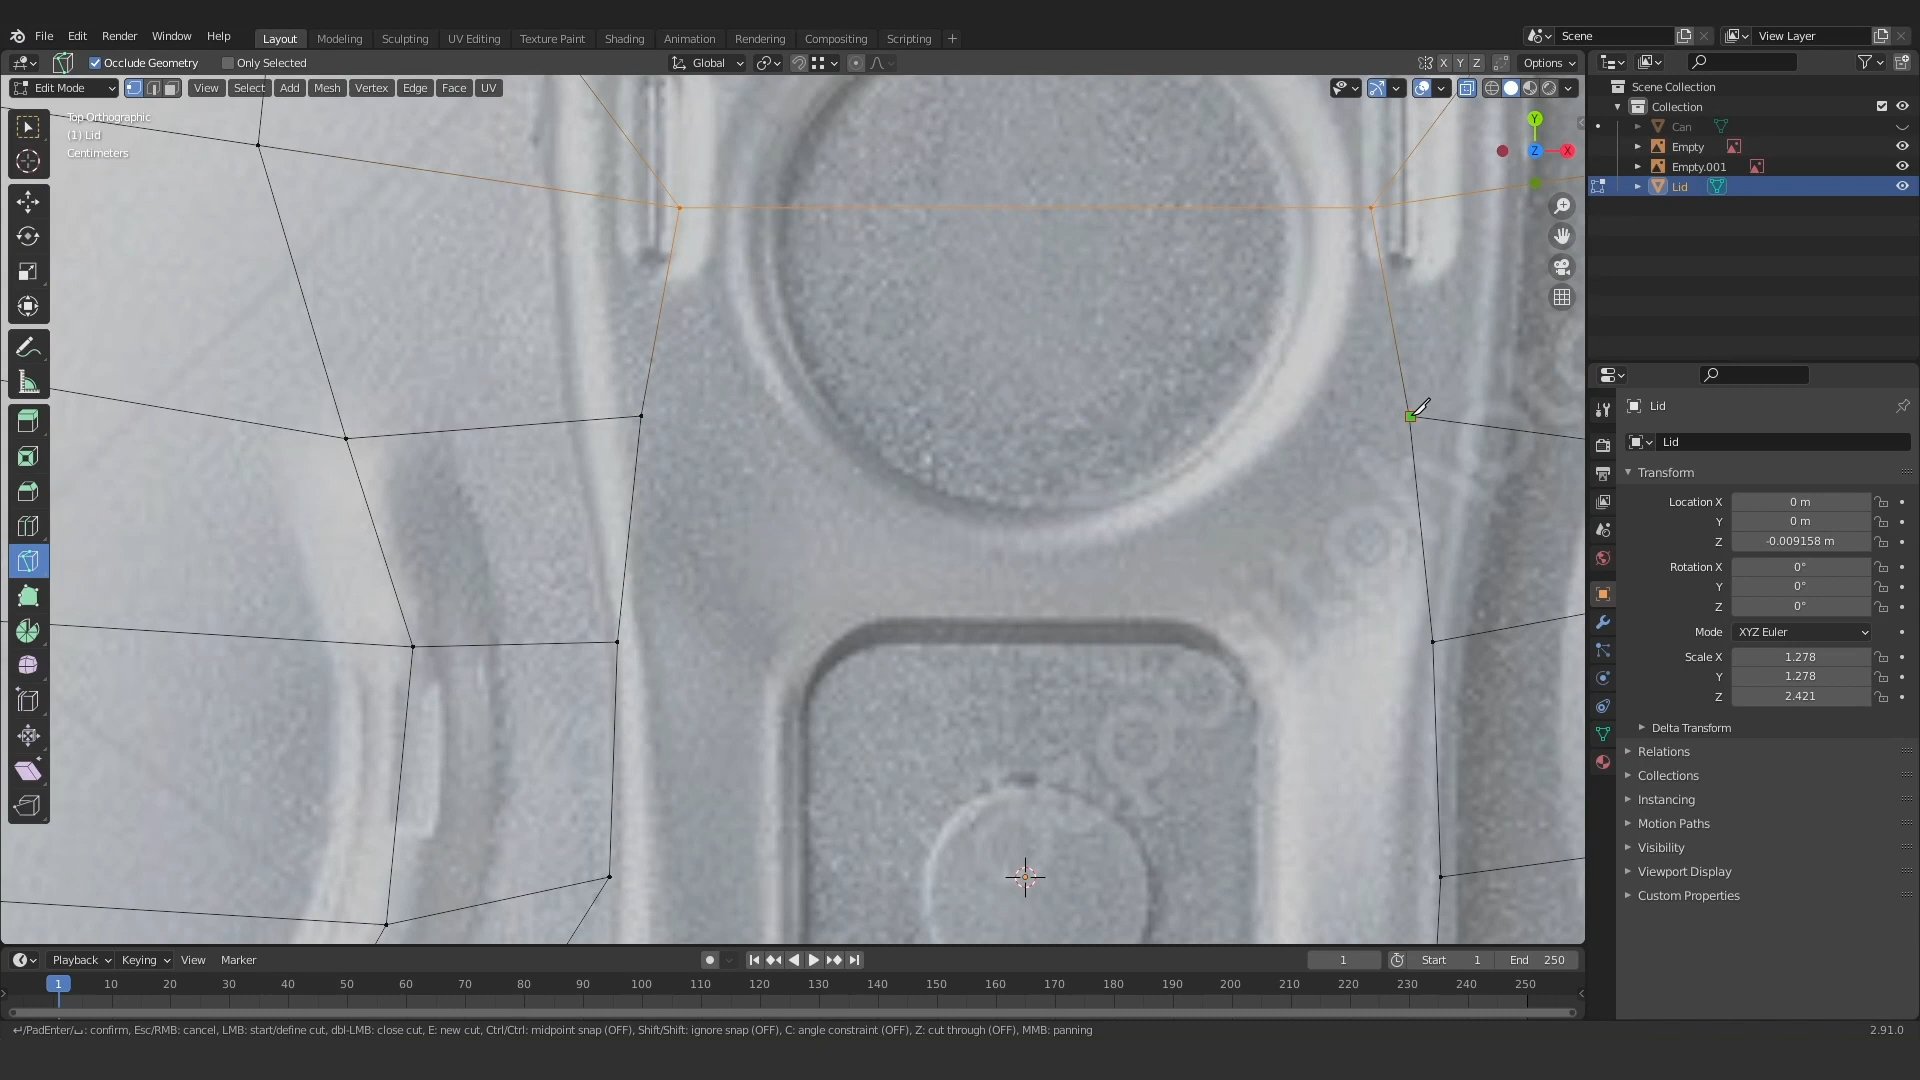 File Edit Render Window Help Layout Modeling Sculpting UV Editing Texture Paint Shading Animation Rendering Compositing Scripting + Scene View Layer
Occlude Geometry Only Selected Global X Y Z Options
Edit Mode View Select Add Mesh Vertex Edge Face UV
Top Orthographic
(1) Lid
Centimeters
Y
Z
X
Scene Collection
Collection
Can
Empty
Empty.001
Lid
Lid
Lid
Transform
Location X 0 m
Y 0 m
Z -0.009158 m
Rotation X 0°
Y 0°
Z 0°
Mode XYZ Euler
Scale X 1.278
Y 1.278
Z 2.421
Delta Transform
Relations
Collections
Instancing
Motion Paths
Visibility
Viewport Display
Custom Properties
Playback Keying View Marker 1 Start 1 End 250
1 10 20 30 40 50 60 70 80 90 100 110 120 130 140 150 160 170 180 190 200 210 220 230 240 250
↵/PadEnter/␣: confirm, Esc/RMB: cancel, LMB: start/define cut, dbl-LMB: close cut, E: new cut, Ctrl/Ctrl: midpoint snap (OFF), Shift/Shift: ignore snap (OFF), C: angle constraint (OFF), Z: cut through (OFF), MMB: panning 2.91.0